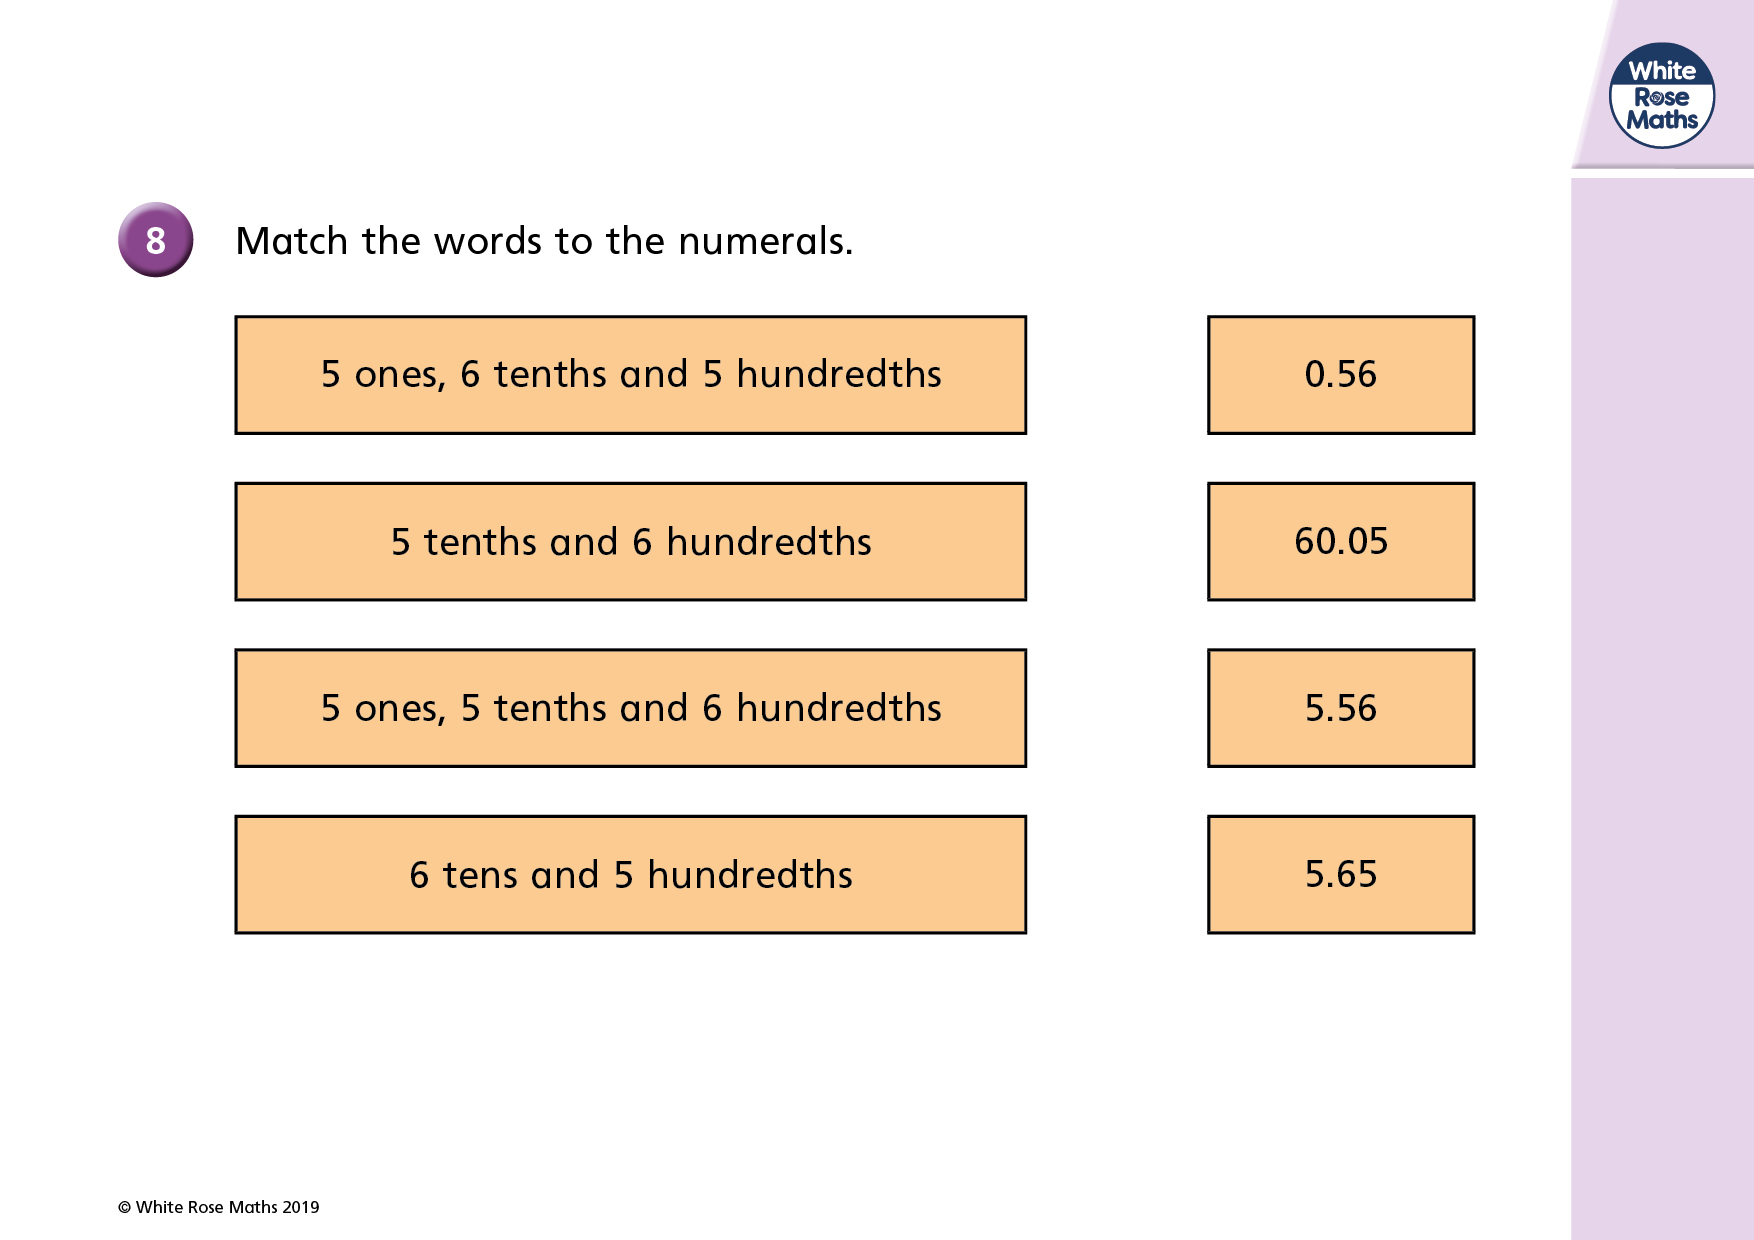 White
Rose
Maths
8 Match the words to the numerals.
5 ones, 6 tenths and 5 hundredths 0.56
5 tenths and 6 hundredths 60.05
5 ones, 5 tenths and 6 hundredths 5.56
6 tens and 5 hundredths 5.65
© White Rose Maths 2019